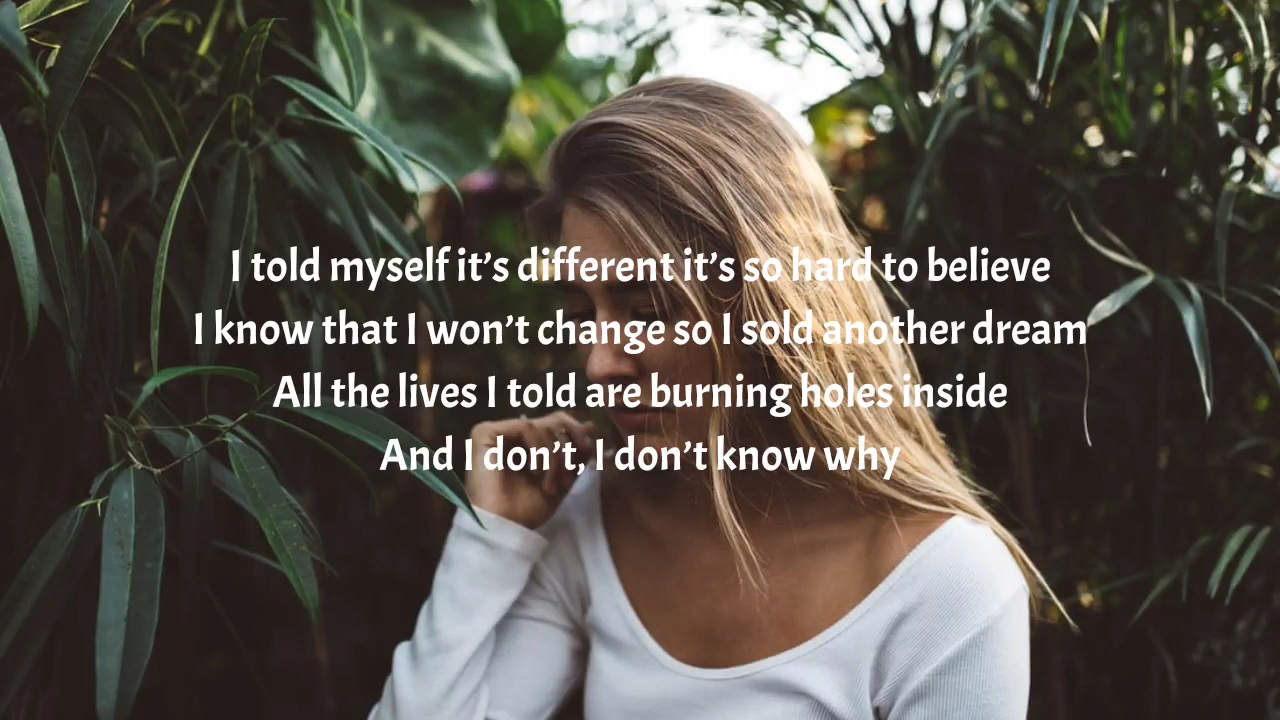 I told myself it’s different it’s so hard to believe
I know that I won’t change so I sold another dream
All the lives I told are burning holes inside
And I don’t, I don’t know why